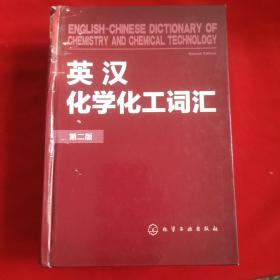 ENGLISH-CHINESE DICTIONARY OF
CHEMISTRY AND CHEMICAL TECHNOLOGY
Second Edition
英汉
化学化工词汇
第二版
化学工业出版社